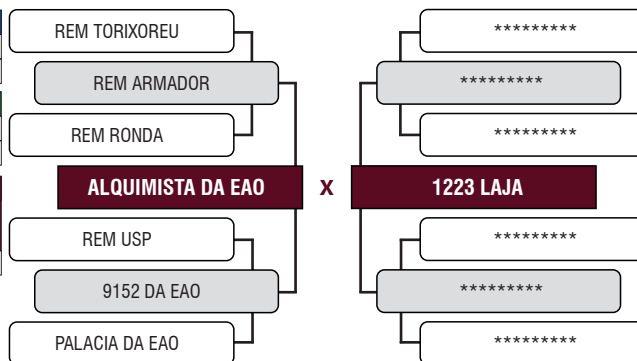 REM TORIXOREU
*********
REM ARMADOR
*********
REM RONDA
*********
ALQUIMISTA DA EAO X 1223 LAJA
REM USP
*********
9152 DA EAO
*********
PALACIA DA EAO
*********